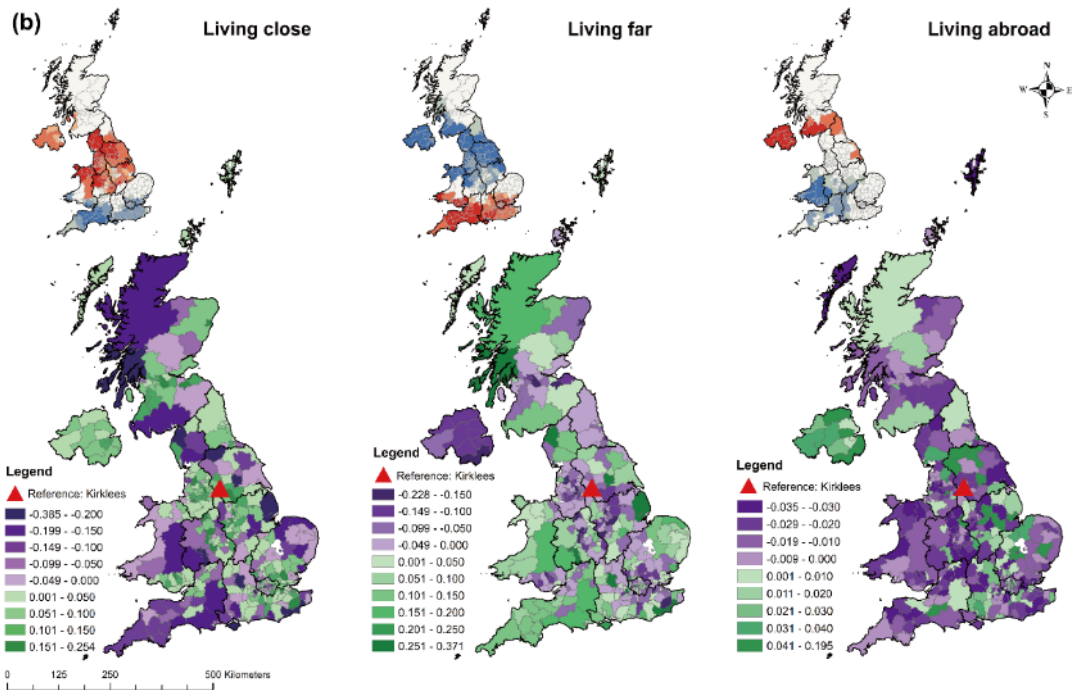 (b)
Living close
Living far
Living abroad
N
W E
S
Legend
Reference: Kirklees
-0.385 - -0.200
-0.199 - -0.150
-0.149 - -0.100
-0.099 - -0.050
-0.049 - 0.000
0.001 - 0.050
0.051 - 0.100
0.101 - 0.150
0.151 - 0.254
0 125 250 500 Kilometers
Legend
Reference: Kirklees
-0.228 - -0.150
-0.149 - -0.100
-0.099 - -0.050
-0.049 - 0.000
0.001 - 0.050
0.051 - 0.100
0.101 - 0.150
0.151 - 0.200
0.201 - 0.250
0.251 - 0.371
Legend
Reference: Kirklees
-0.035 - -0.030
-0.029 - -0.020
-0.019 - -0.010
-0.009 - 0.000
0.001 - 0.010
0.011 - 0.020
0.021 - 0.030
0.031 - 0.040
0.041 - 0.195